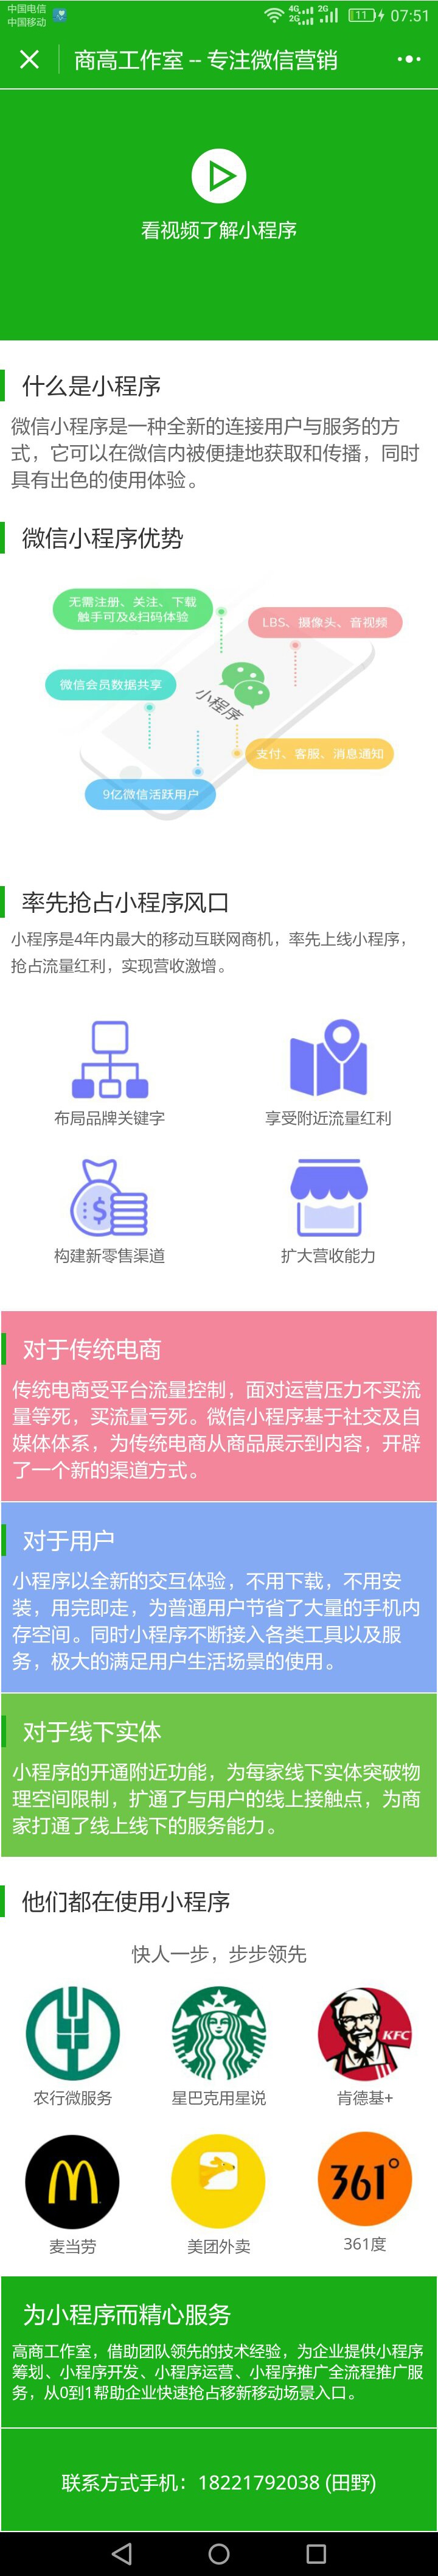 中国电信
中国移动
4G 2G
2G
11
07:51
商高工作室 -- 专注微信营销
看视频了解小程序
什么是小程序
微信小程序是一种全新的连接用户与服务的方
式，它可以在微信内被便捷地获取和传播，同时
具有出色的使用体验。
微信小程序优势
无需注册、关注、下载
触手可及&扫码体验
LBS、摄像头、音视频
微信会员数据共享
小程序
支付、客服、消息通知
9亿微信活跃用户
率先抢占小程序风口
小程序是4年内最大的移动互联网商机，率先上线小程序，
抢占流量红利，实现营收激增。
布局品牌关键字
享受附近流量红利
$
构建新零售渠道
扩大营收能力
对于传统电商
传统电商受平台流量控制，面对运营压力不买流
量等死，买流量亏死。微信小程序基于社交及自
媒体体系，为传统电商从商品展示到内容，开辟
了一个新的渠道方式。
对于用户
小程序以全新的交互体验，不用下载，不用安
装，用完即走，为普通用户节省了大量的手机内
存空间。同时小程序不断接入各类工具以及服
务，极大的满足用户生活场景的使用。
对于线下实体
小程序的开通附近功能，为每家线下实体突破物
理空间限制，扩通了与用户的线上接触点，为商
家打通了线上线下的服务能力。
他们都在使用小程序
快人一步，步步领先
KFC
农行微服务
星巴克用星说
肯德基+
361°
麦当劳
美团外卖
361度
为小程序而精心服务
高商工作室，借助团队领先的技术经验，为企业提供小程序
筹划、小程序开发、小程序运营、小程序推广全流程推广服
务，从0到1帮助企业快速抢占移新移动场景入口。
联系方式手机：18221792038 (田野)